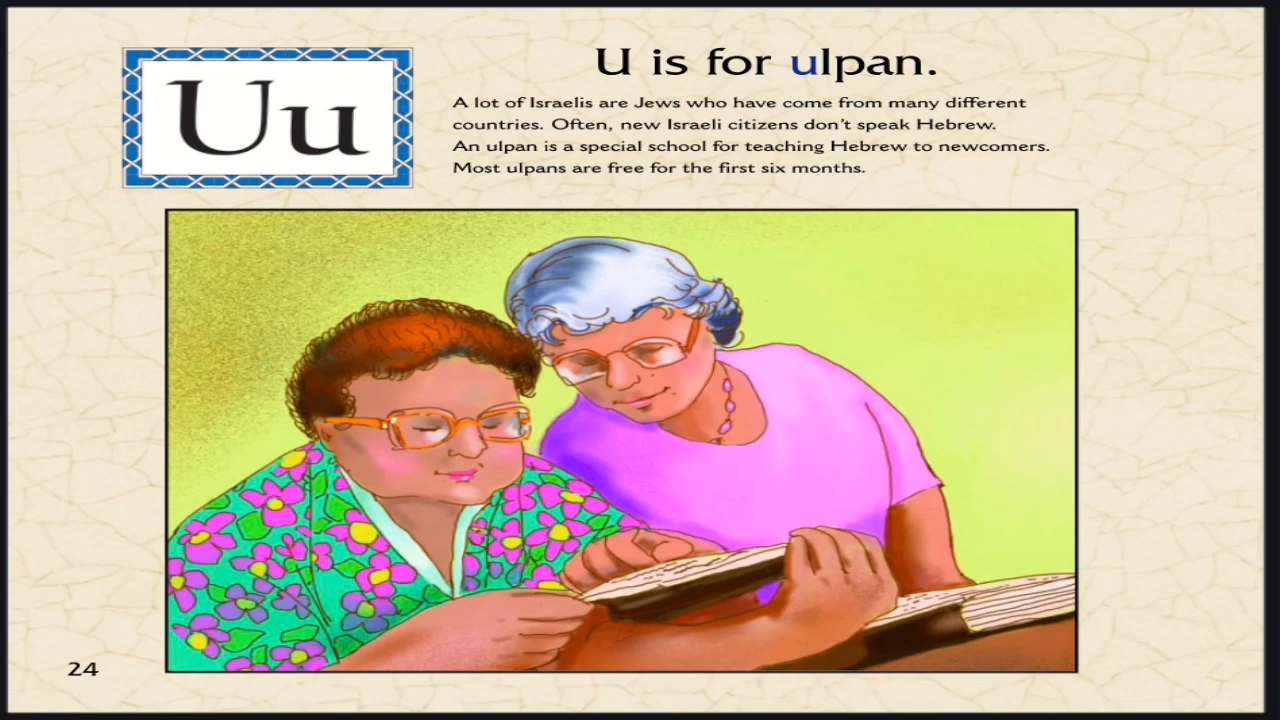 Uu
U is for ulpan.
A lot of Israelis are Jews who have come from many different
countries. Often, new Israeli citizens don't speak Hebrew.
An ulpan is a special school for teaching Hebrew to newcomers.
Most ulpans are free for the first six months.
24